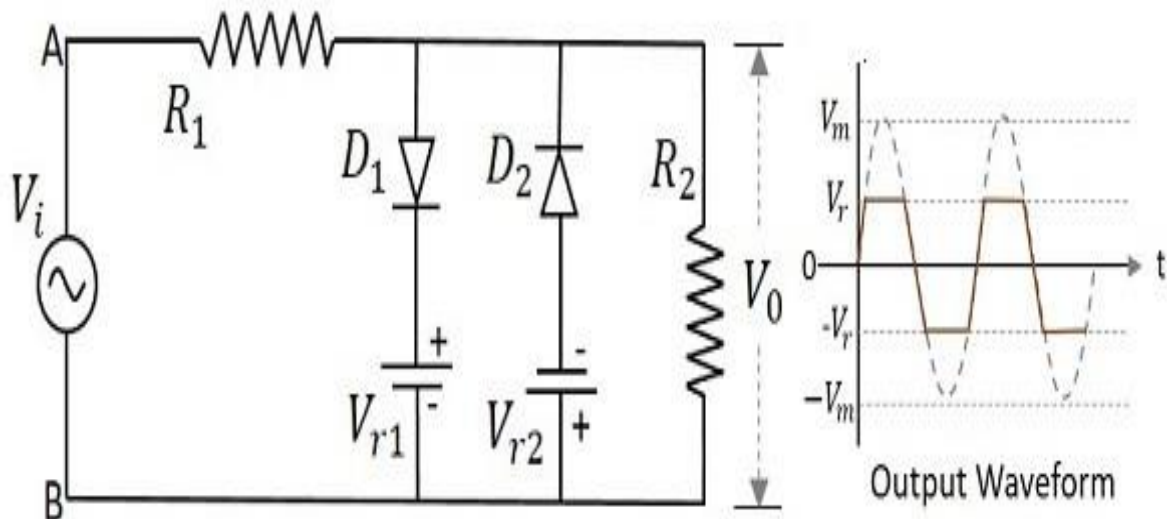 A
R₁
D₁
D₂
R₂
Vᵢ
V₀
+
-
Vᵣ₁
-
+
Vᵣ₂
B
Vₘ
Vᵣ
0
t
-Vᵣ
−Vₘ
Output Waveform